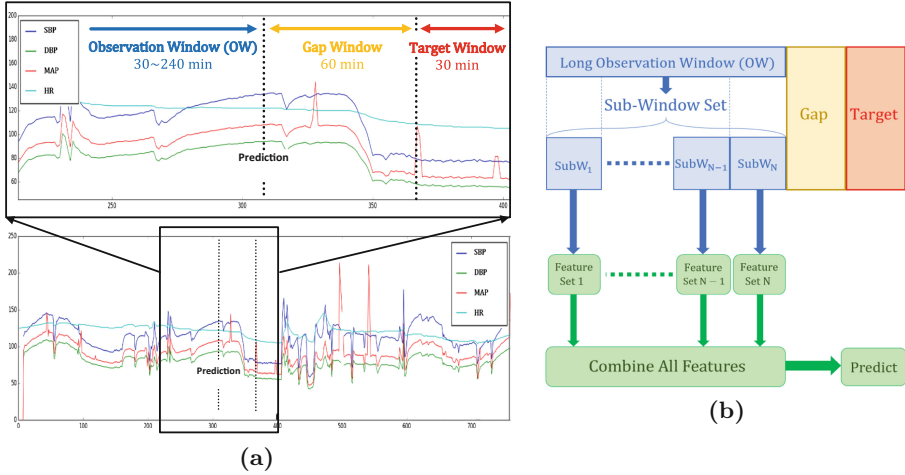 Observation Window (OW)
30~240 min
Gap Window
60 min
Target Window
30 min
SBP
DBP
MAP
HR
160
140
120
100
80
60
Prediction
250
300
350
400
250
200
150
100
50
0
SBP
DBP
MAP
HR
Prediction
0
100
200
300
400
500
600
700
(a)
Long Observation Window (OW)
Sub-Window Set
Gap
Target
SubW1
SubWN−1
SubWN
Feature
Set 1
Feature
Set N − 1
Feature
Set N
Combine All Features
Predict
(b)